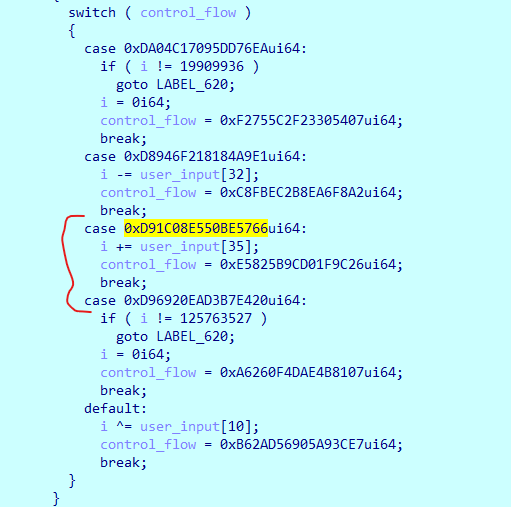 switch ( control_flow )
{
case 0xDA04C17095DD76EAui64:
if ( i != 19909936 )
goto LABEL_620;
i = 0i64;
control_flow = 0xF2755C2F23305407ui64;
break;
case 0xD8946F218184A9E1ui64:
i -= user_input[32];
control_flow = 0xC8FBEC2B8EA6F8A2ui64;
break;
case 0xD91C08E550BE5766ui64:
i += user_input[35];
control_flow = 0xE5825B9CD01F9C26ui64;
break;
case 0xD96920EAD3B7E420ui64:
if ( i != 125763527 )
goto LABEL_620;
i = 0i64;
control_flow = 0xA6260F4DAE4B8107ui64;
break;
default:
i ^= user_input[10];
control_flow = 0xB62AD56905A93CE7ui64;
break;
}
}